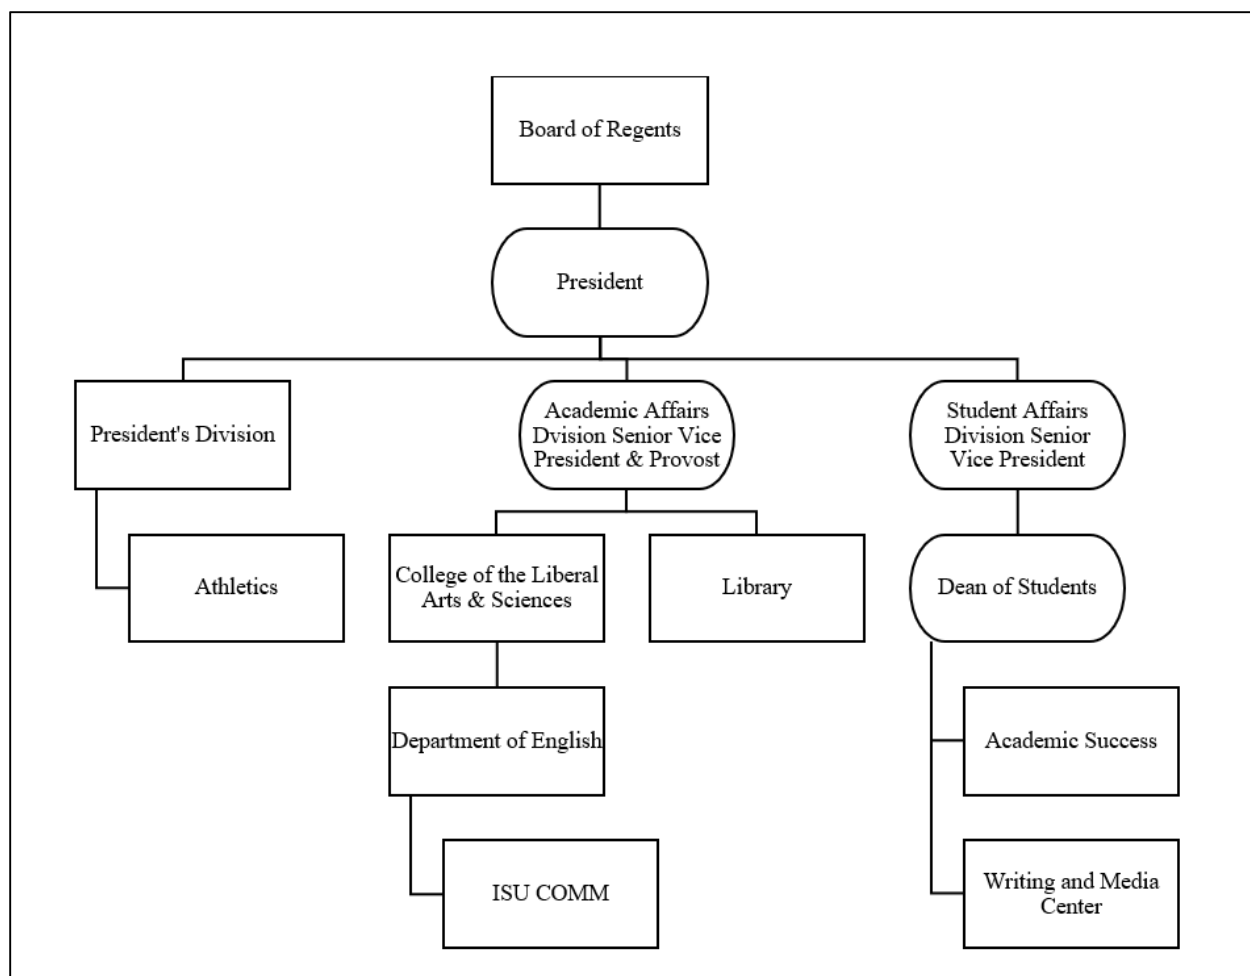 Board of Regents
President
President's Division
Academic Affairs
Dvision Senior Vice
President & Provost
Student Affairs
Division Senior
Vice President
Athletics
College of the Liberal
Arts & Sciences
Library
Dean of Students
Department of English
Academic Success
ISU COMM
Writing and Media
Center